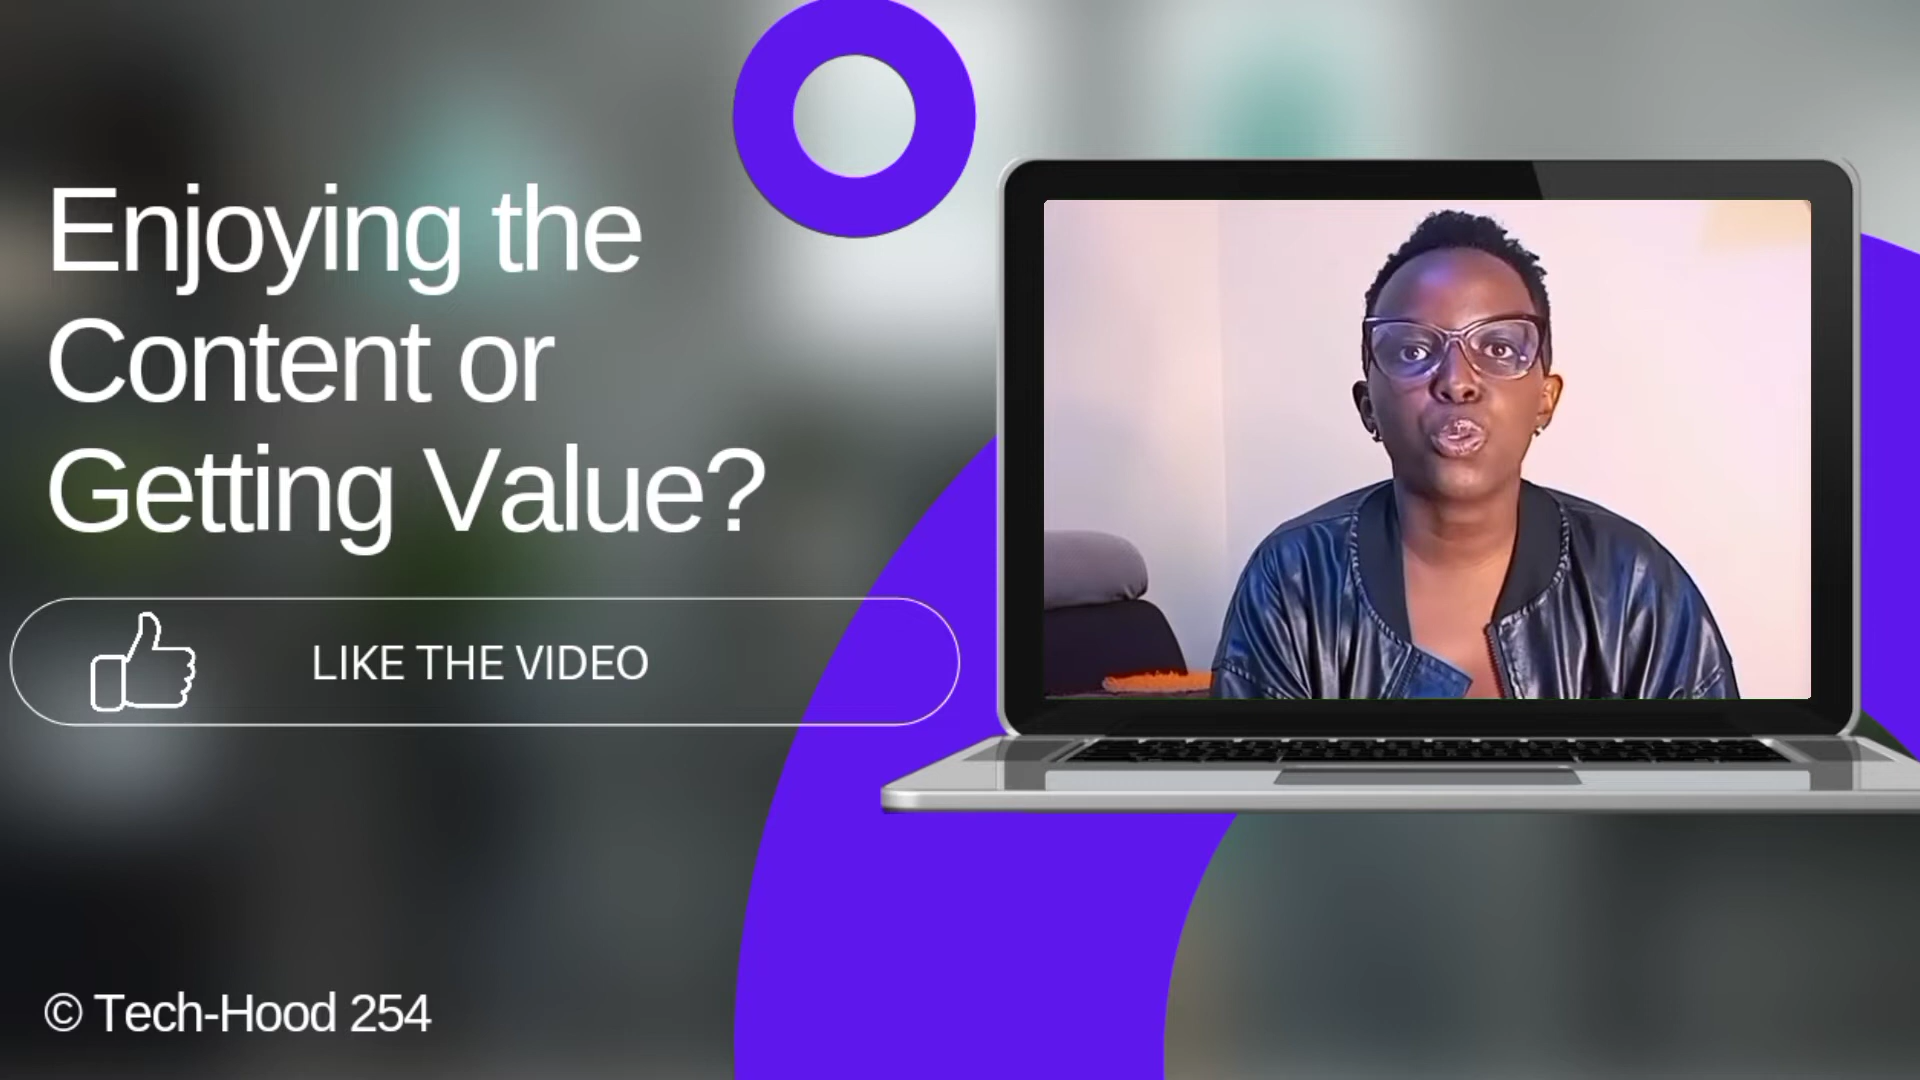 Enjoying the
Content or
Getting Value?
LIKE THE VIDEO
© Tech-Hood 254